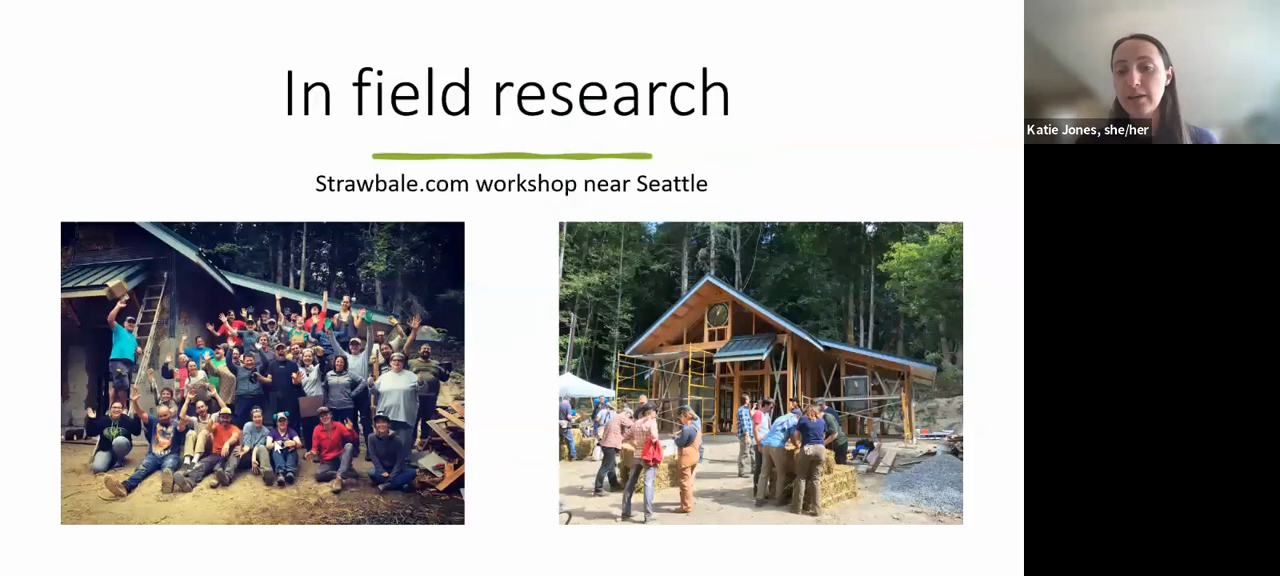 In field research
Strawbale.com workshop near Seattle
Katie Jones, she/her